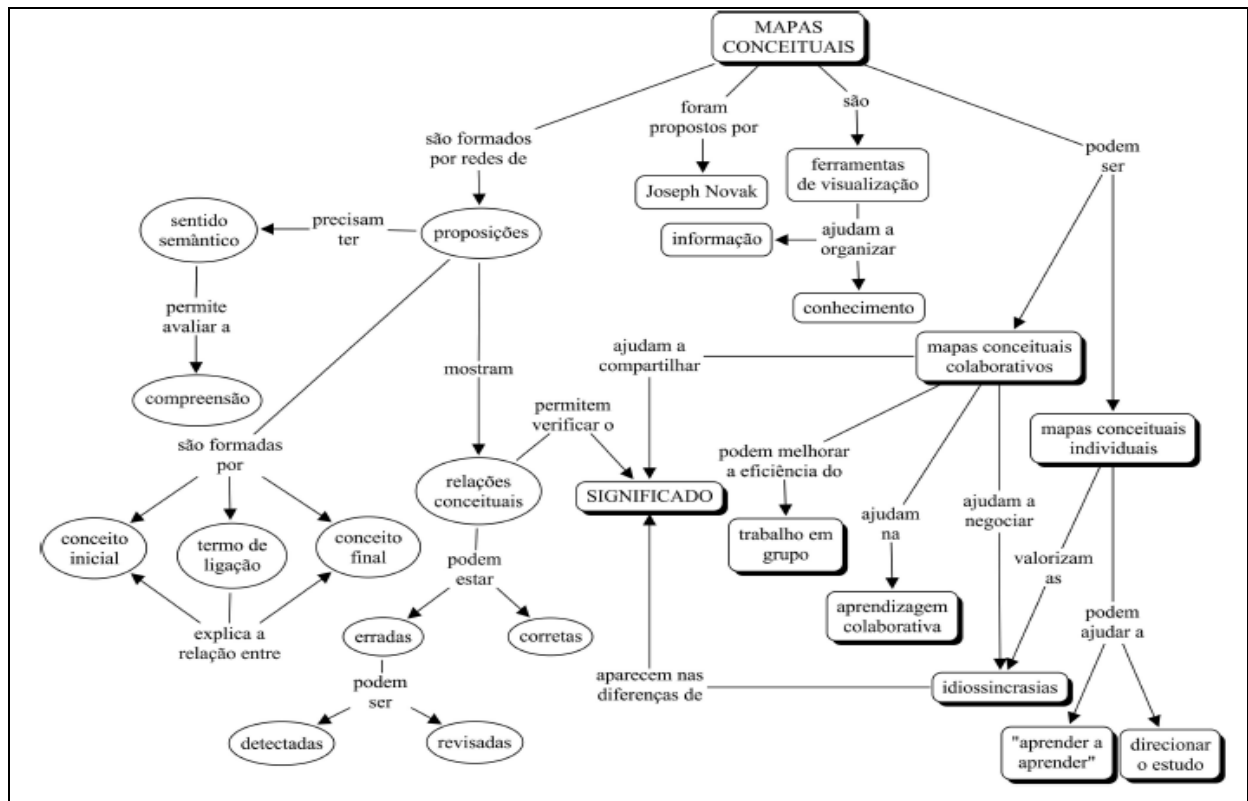 MAPAS
CONCEITUAIS
são formados
por redes de
foram
propostos por
são
podem
ser
Joseph Novak
ferramentas
de visualização
sentido
semântico
precisam
ter
proposições
informação
ajudam a
organizar
conhecimento
permite
avaliar a
compreensão
mostram
ajudam a
compartilhar
mapas conceituais
colaborativos
permitem
verificar o
mapas conceituais
individuais
são formadas
por
relações
conceituais
SIGNIFICADO
podem melhorar
a eficiência do
ajudam
na
ajudam a
negociar
conceito
inicial
termo de
ligação
conceito
final
trabalho em
grupo
valorizam
as
podem
estar
aprendizagem
colaborativa
podem
ajudar a
explica a
relação entre
erradas
corretas
aparecem nas
diferenças de
idiossincrasias
podem
ser
detectadas
revisadas
"aprender a
aprender"
direcionar
o estudo